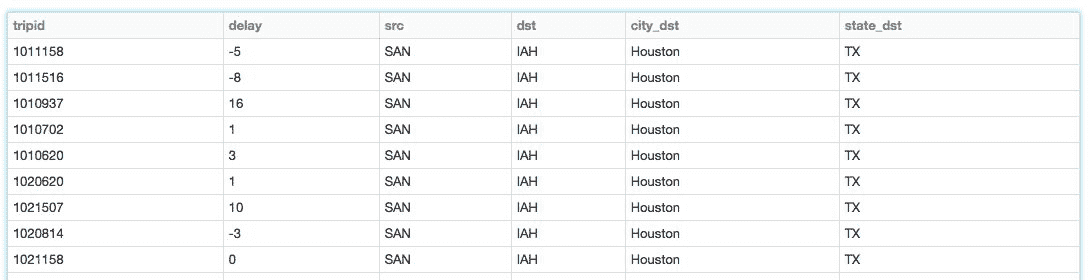 tripid delay src dst city_dst state_dst
1011158 -5 SAN IAH Houston TX
1011516 -8 SAN IAH Houston TX
1010937 16 SAN IAH Houston TX
1010702 1 SAN IAH Houston TX
1010620 3 SAN IAH Houston TX
1020620 1 SAN IAH Houston TX
1021507 10 SAN IAH Houston TX
1020814 -3 SAN IAH Houston TX
1021158 0 SAN IAH Houston TX